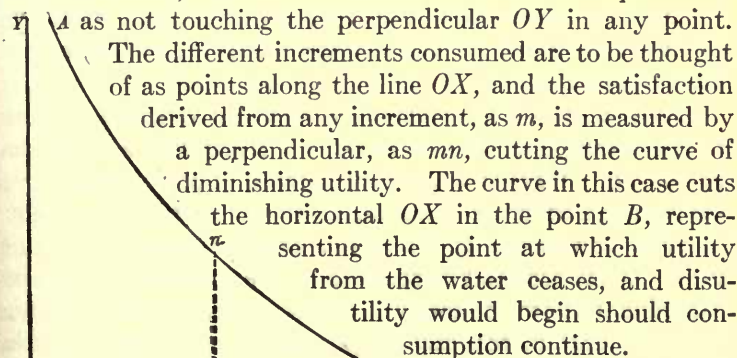 Y A as not touching the perpendicular OY in any point.
The different increments consumed are to be thought
of as points along the line OX, and the satisfaction
derived from any increment, as m, is measured by
a perpendicular, as mn, cutting the curve of
diminishing utility. The curve in this case cuts
the horizontal OX in the point B, repre-
n senting the point at which utility
from the water ceases, and disu-
tility would begin should con-
sumption continue.